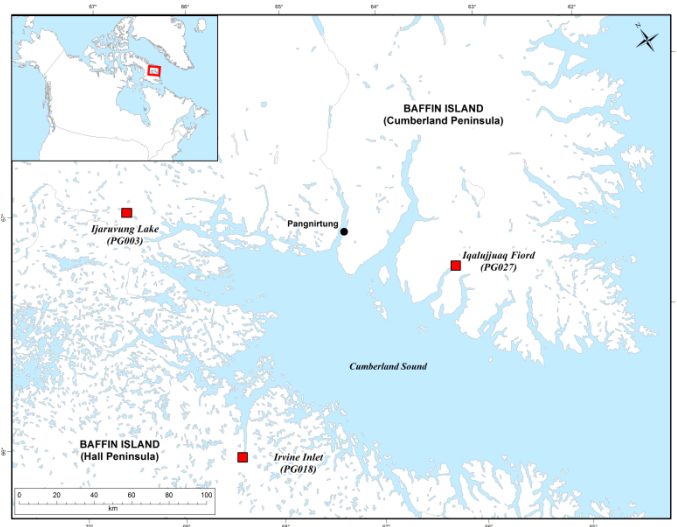 BAFFIN ISLAND
(Cumberland Peninsula)
Pangnirtung
Ijaruvung Lake
(PG003)
Iqalujjuaq Fiord
(PG027)
Cumberland Sound
BAFFIN ISLAND
(Hall Peninsula)
Irvine Inlet
(PG018)
0 20 40 60 80 100
km